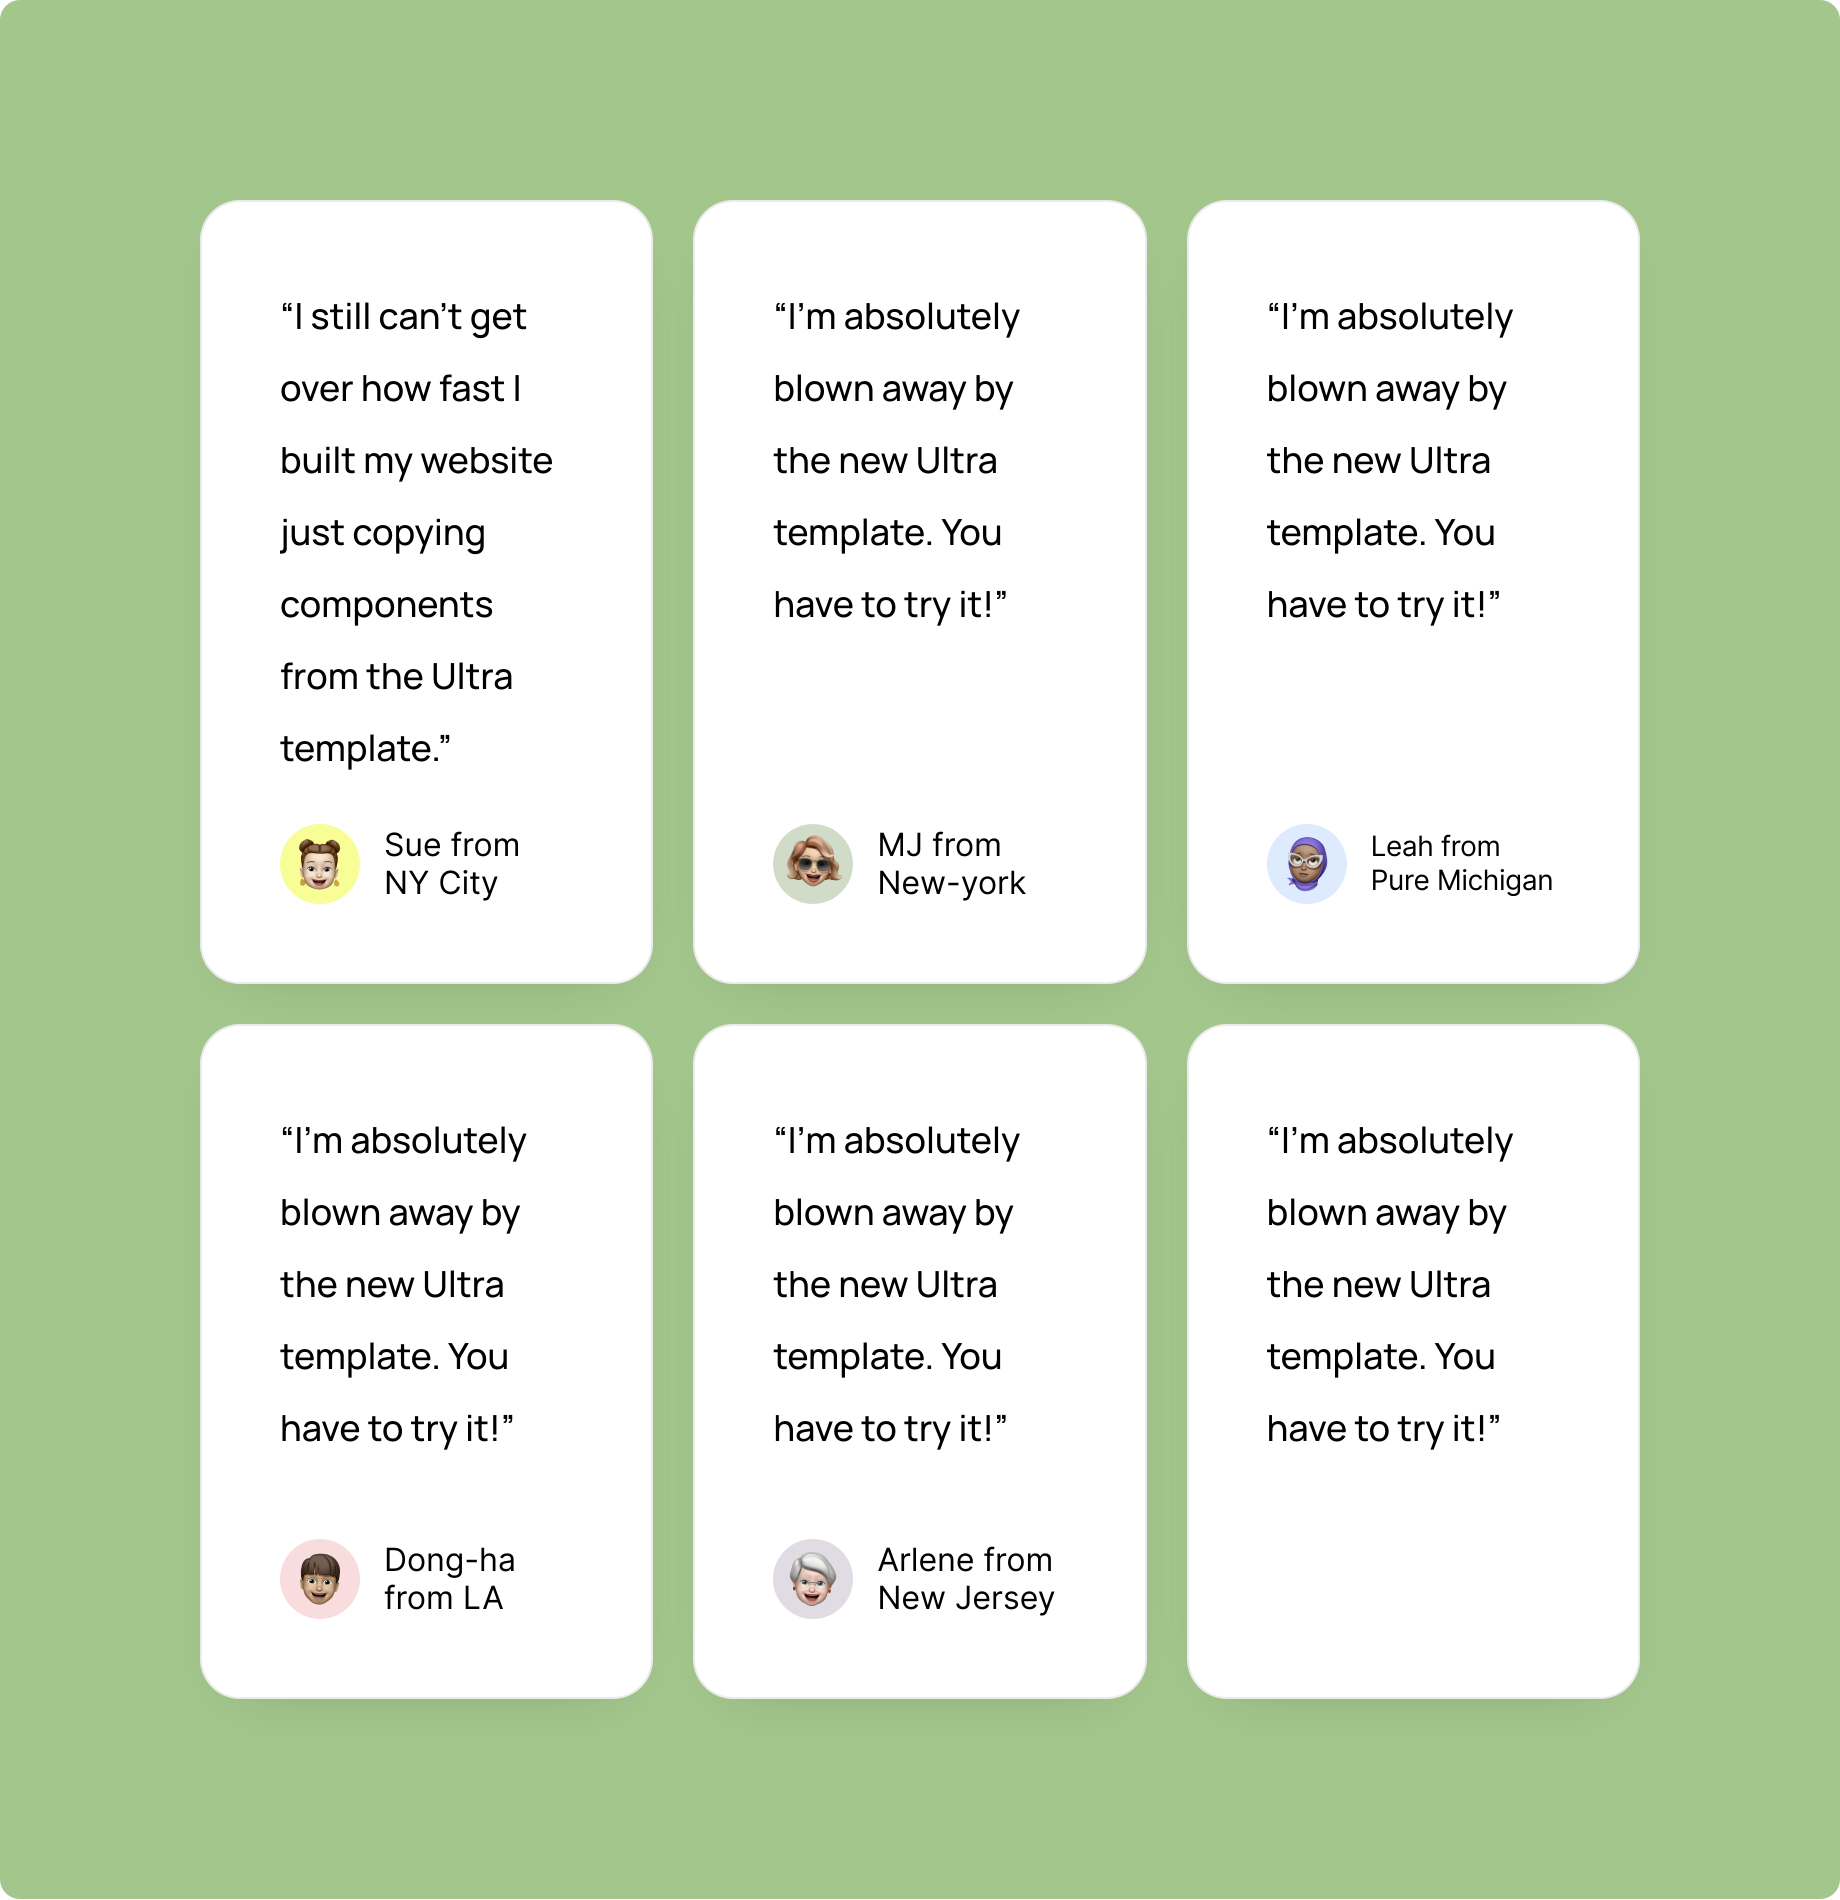 “I still can’t get
over how fast I
built my website
just copying
components
from the Ultra
template.”
Sue from
NY City
“I’m absolutely
blown away by
the new Ultra
template. You
have to try it!”
MJ from
New-york
“I’m absolutely
blown away by
the new Ultra
template. You
have to try it!”
Leah from
Pure Michigan
“I’m absolutely
blown away by
the new Ultra
template. You
have to try it!”
Dong-ha
from LA
“I’m absolutely
blown away by
the new Ultra
template. You
have to try it!”
Arlene from
New Jersey
“I’m absolutely
blown away by
the new Ultra
template. You
have to try it!”